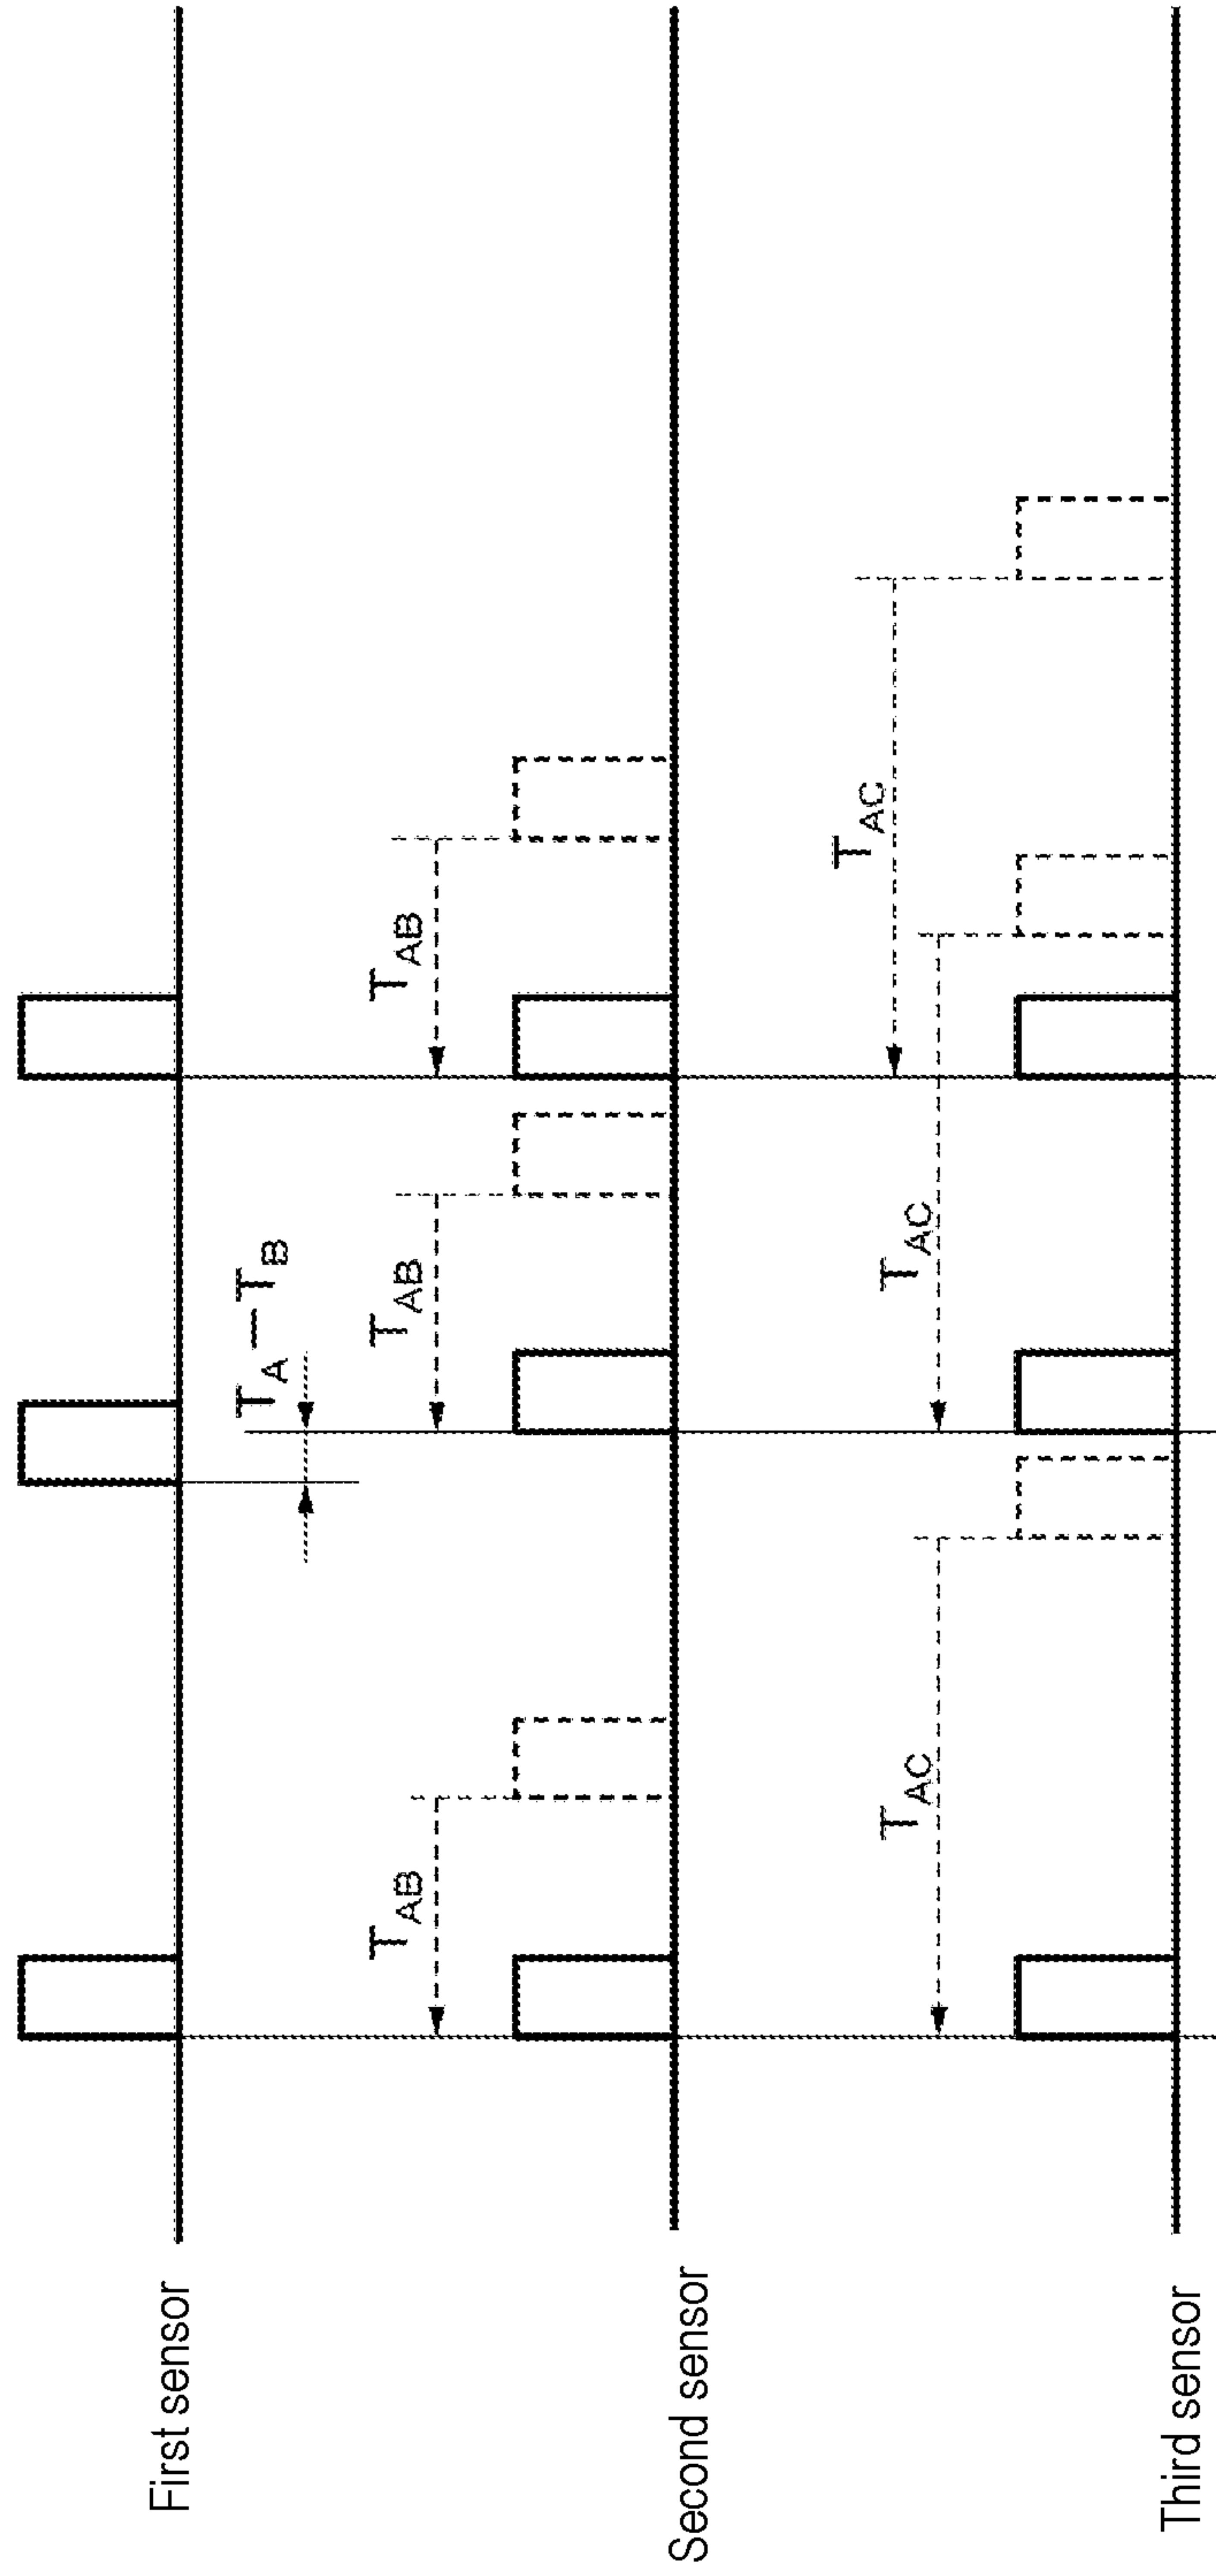 First sensor
T_A—T_B
T_AB
T_AB
T_AB
Second sensor
T_AC
T_AC
T_AC
Third sensor